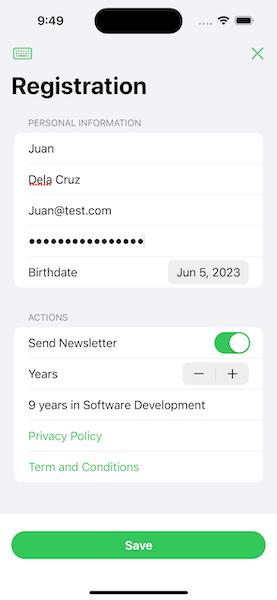 9:49
Registration
PERSONAL INFORMATION
Juan
Dela Cruz
Juan@test.com
••••••••••••••••
Birthdate
Jun 5, 2023
ACTIONS
Send Newsletter
Years
− +
9 years in Software Development
Privacy Policy
Term and Conditions
Save